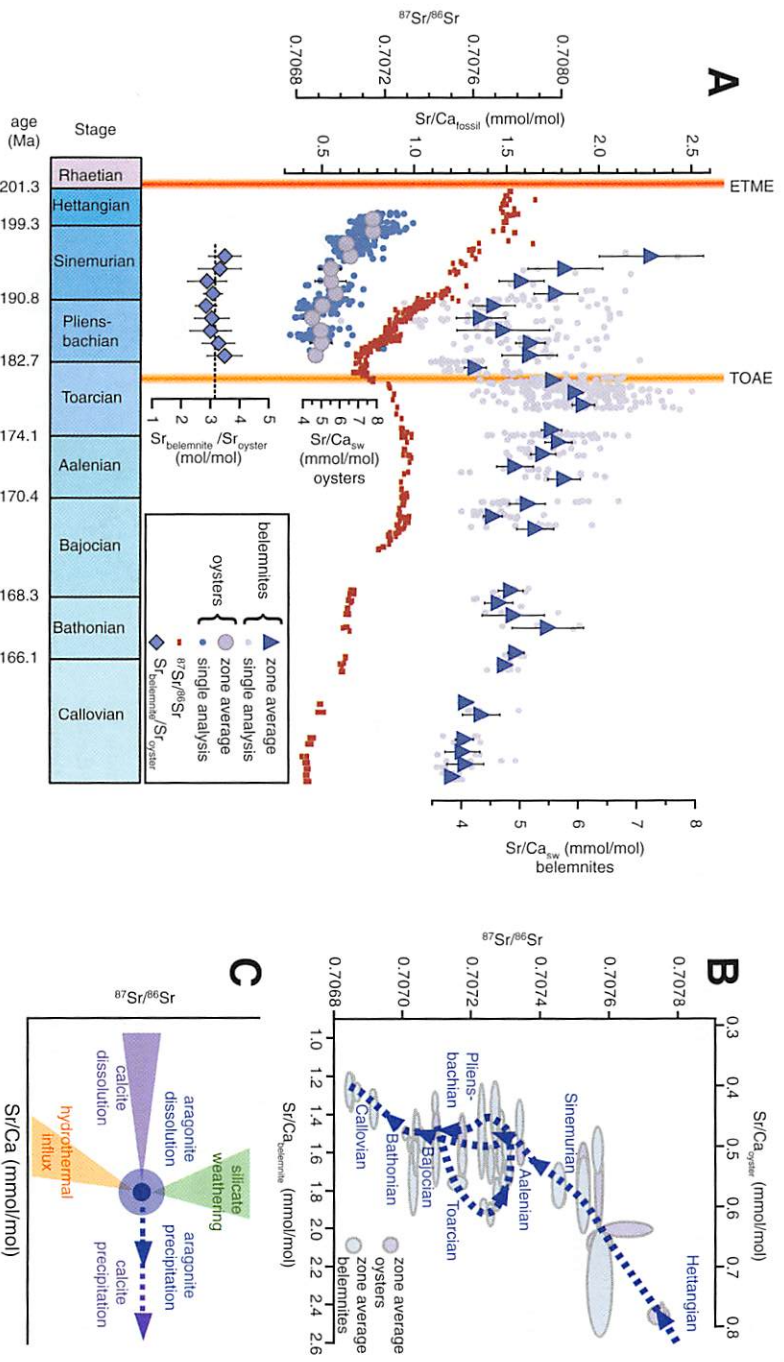 A
87Sr/86Sr
0.7068
0.7072
0.7076
0.7080
Sr/Cafossil (mmol/mol)
0.5
1.0
1.5
2.0
2.5
ETME
TOAE
age
(Ma)
Stage
201.3
199.3
190.8
182.7
174.1
170.4
168.3
166.1
Rhaetian
Hettangian
Sinemurian
Pliens-
bachian
Toarcian
Aalenian
Bajocian
Bathonian
Callovian
1 2 3 4 5
Srbelemnite /Sroyster
(mol/mol)
4 5 6 7 8
Sr/Casw
(mmol/mol)
oysters
belemnites
zone average
single analysis
oysters
zone average
single analysis
87Sr/86Sr
Srbelemnite/Sroyster
4 5 6 7 8
Sr/Casw (mmol/mol)
belemnites
B
Sr/Caoyster (mmol/mol)
0.3 0.4 0.5 0.6 0.7 0.8
87Sr/86Sr
0.7078
0.7076
0.7074
0.7072
0.7070
0.7068
Hettangian
Sinemurian
Aalenian
Pliens-
bachian
Toarcian
Bajocian
Bathonian
Callovian
zone average
oysters
zone average
belemnites
1.0 1.2 1.4 1.6 1.8 2.0 2.2 2.4 2.6
Sr/Cabelemnite (mmol/mol)
C
87Sr/86Sr
silicate
weathering
aragonite
dissolution
aragonite
precipitation
calcite
dissolution
calcite
precipitation
hydrothermal
influx
Sr/Ca (mmol/mol)